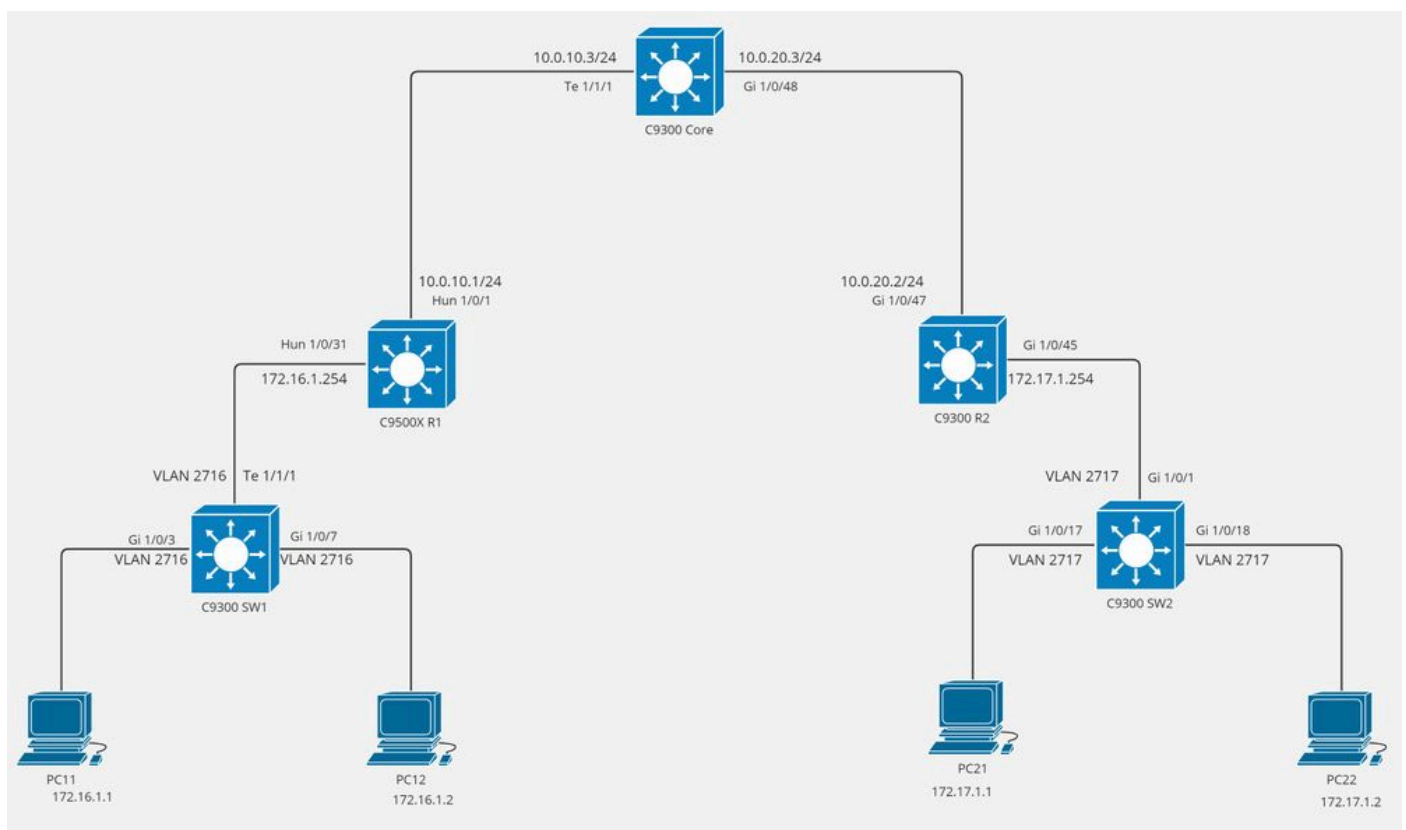 10.0.10.3/24
10.0.20.3/24
Te 1/1/1
Gi 1/0/48
C9300 Core
10.0.10.1/24
Hun 1/0/1
10.0.20.2/24
Gi 1/0/47
Hun 1/0/31
172.16.1.254
C9500X R1
Gi 1/0/45
172.17.1.254
C9300 R2
VLAN 2716
Te 1/1/1
VLAN 2717
Gi 1/0/1
Gi 1/0/3
VLAN 2716
Gi 1/0/7
VLAN 2716
C9300 SW1
Gi 1/0/17
VLAN 2717
Gi 1/0/18
VLAN 2717
C9300 SW2
PC11
172.16.1.1
PC12
172.16.1.2
PC21
172.17.1.1
PC22
172.17.1.2